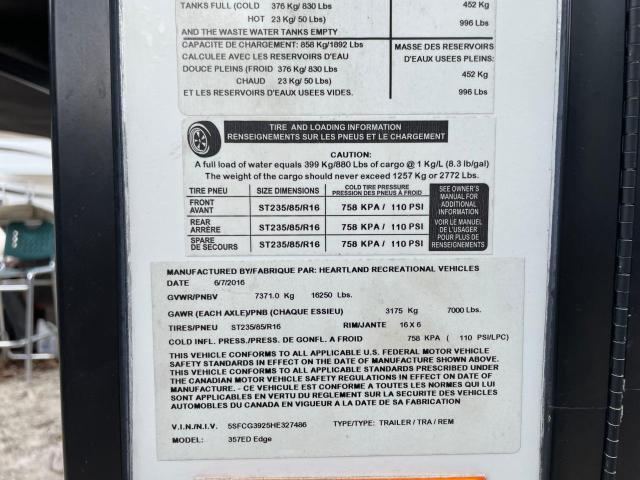 TANKS FULL (COLD 376 Kg/ 830 Lbs
452 Kg
HOT 23 Kg/ 50 Lbs)
996 Lbs
AND THE WASTE WATER TANKS EMPTY
CAPACITE DE CHARGEMENT: 858 Kg/1892 Lbs
CALCULEE AVEC LES RESERVOIRS D'EAU
DOUCE PLEINS (FROID 376 Kg/ 830 Lbs
CHAUD 23 Kg/ 50 Lbs)
ET LES RESERVOIRS D'EAUX USEES VIDES.
MASSE DES RESERVOIRS
D'EAUX USEES PLEINS:
452 Kg
996 Lbs
TIRE AND LOADING INFORMATION
RENSEIGNEMENTS SUR LES PNEUS ET LE CHARGEMENT
CAUTION:
A full load of water equals 399 Kg/880 Lbs of cargo @ 1 Kg/L (8.3 lb/gal)
The weight of the cargo should never exceed 1257 Kg or 2772 Lbs.
TIRE PNEU SIZE DIMENSIONS COLD TIRE PRESSURE
PRESSION DES PNEUS A FROID
FRONT
AVANT
ST235/85/R16 758 KPA / 110 PSI
REAR
ARRÈRE
ST235/85/R16 758 KPA / 110 PSI
SPARE
DE SECOURS
ST235/85/R16 758 KPA / 110 PSI
SEE OWNER'S
MANUAL FOR
ADDITIONAL
INFORMATION
VOIR LE MANUEL
DE L'USAGER
POUR PLUS DE
RENSEIGNEMENTS
MANUFACTURED BY/FABRIQUE PAR: HEARTLAND RECREATIONAL VEHICLES
DATE 6/7/2016
GVWR/PNBV 7371.0 Kg 16250 Lbs.
GAWR (EACH AXLE)/PNB (CHAQUE ESSIEU) 3175 Kg 7000 Lbs.
TIRES/PNEU ST235/85/R16 RIM/JANTE 16 X 6
COLD INFL. PRESS./PRESS. DE GONFL. A FROID 758 KPA ( 110 PSI/LPC)
THIS VEHICLE CONFORMS TO ALL APPLICABLE U.S. FEDERAL MOTOR VEHICLE
SAFETY STANDARDS IN EFFECT ON THE DATE OF MANUFACTURE SHOWN ABOVE.
THIS VEHICLE CONFORMS TO ALL APPLICABLE STANDARDS PRESCRIBED UNDER
THE CANADIAN MOTOR VEHICLE SAFETY REGULATIONS IN EFFECT ON DATE OF
MANUFACTURE. - CE VEHICULE EST CONFORME A TOUTES LES NORMES QUI LUI
SONT APPLICABLES EN VERTU DU REGLEMENT SUR LA SECURITE DES VEHICLES
AUTOMOBILES DU CANADA EN VIGUEUR A LA DATE DE SA FABRICATION
V.I.N./N.I.V. 5SFCG3925HE327486 TYPE/TYPE: TRAILER / TRA / REM
MODEL: 357ED Edge